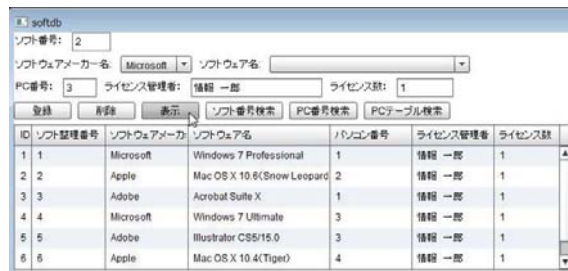 softdb
ソフト番号: 2
ソフトウェアメーカー名: Microsoft ソフトウェア名:
PC番号: 3 ライセンス管理者: 情報 一郎 ライセンス数: 1
登録 削除 表示 ソフト番号検索 PC番号検索 PCテーブル検索
ID ソフト整理番号 ソフトウェアメーカ ソフトウェア名 パソコン番号 ライセンス管理者 ライセンス数
1 1 Microsoft Windows 7 Professional 1 情報 一郎 1
2 2 Apple Mac OS X 10.6(Snow Leopard 2 情報 一郎 1
3 3 Adobe Acrobat Suite X 1 情報 一郎 1
4 4 Microsoft Windows 7 Ultimate 3 情報 一郎 1
5 5 Adobe Illustrator CS5/15.0 3 情報 一郎 1
6 6 Apple Mac OS X 10.4(Tiger) 4 情報 一郎 1